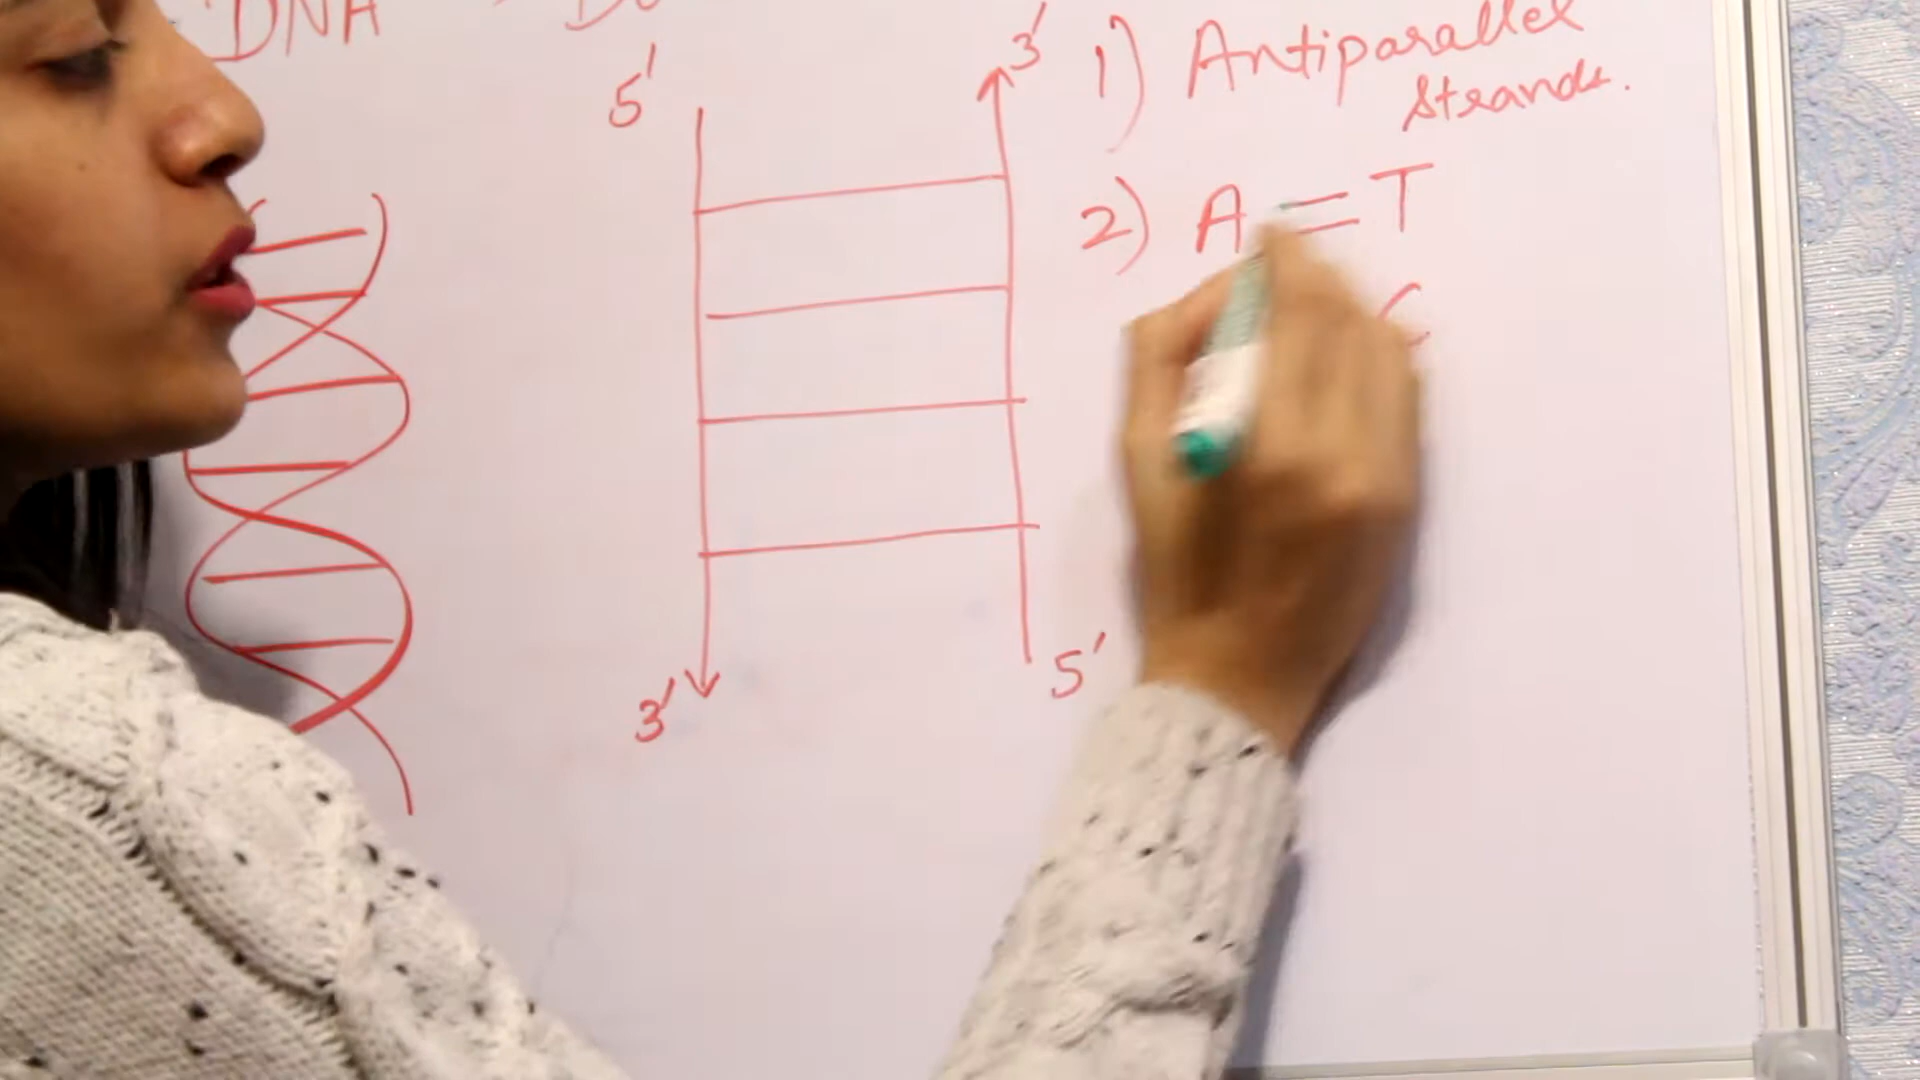 DNA
5'
3'
1) Antiparallel
strands.
2) A = T
C
3'
5'